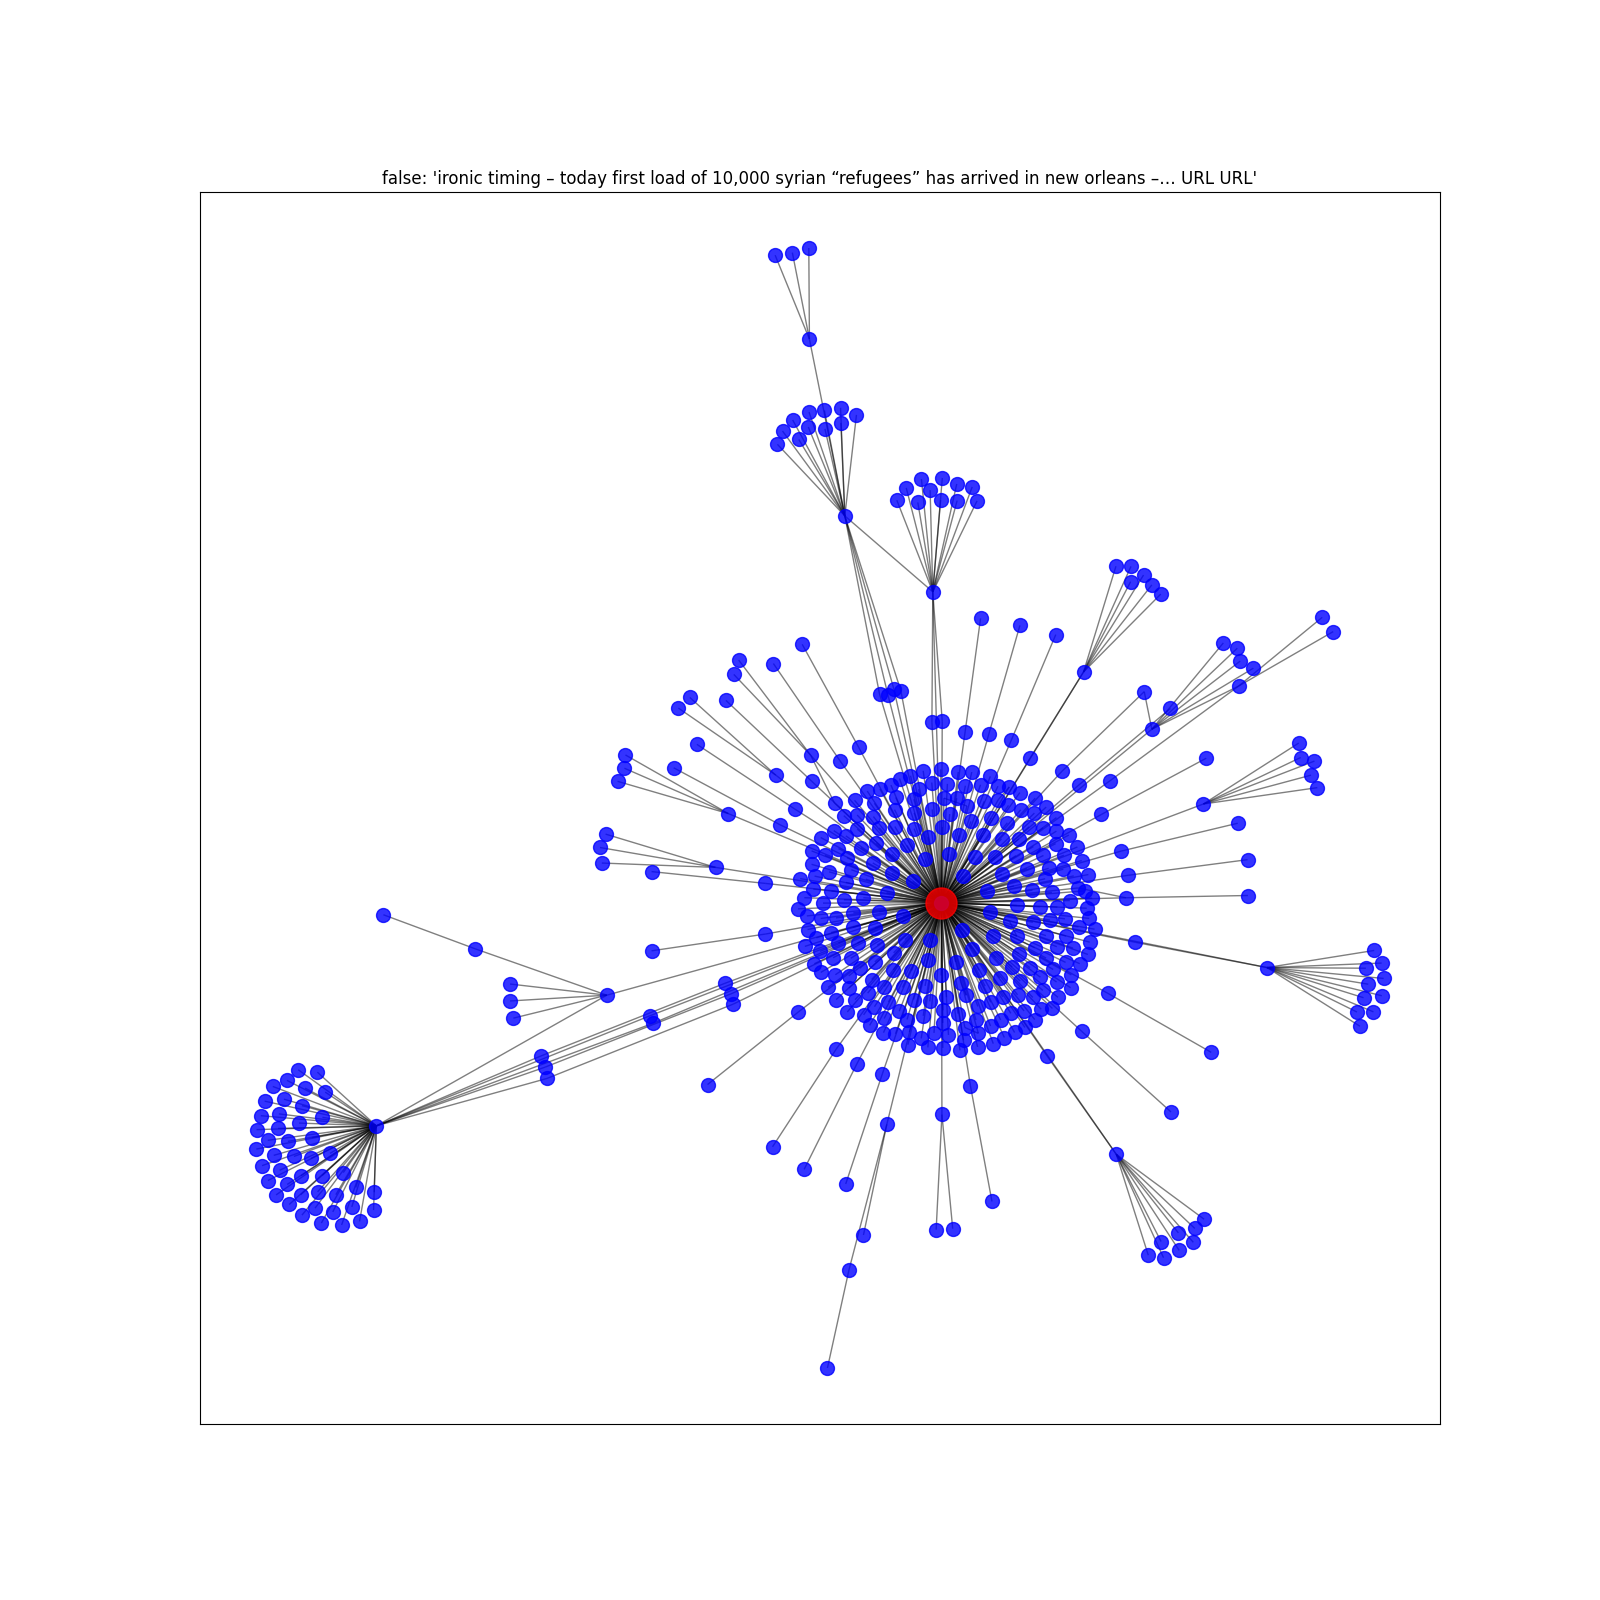 false: 'ironic timing – today first load of 10,000 syrian “refugees” has arrived in new orleans –… URL URL'